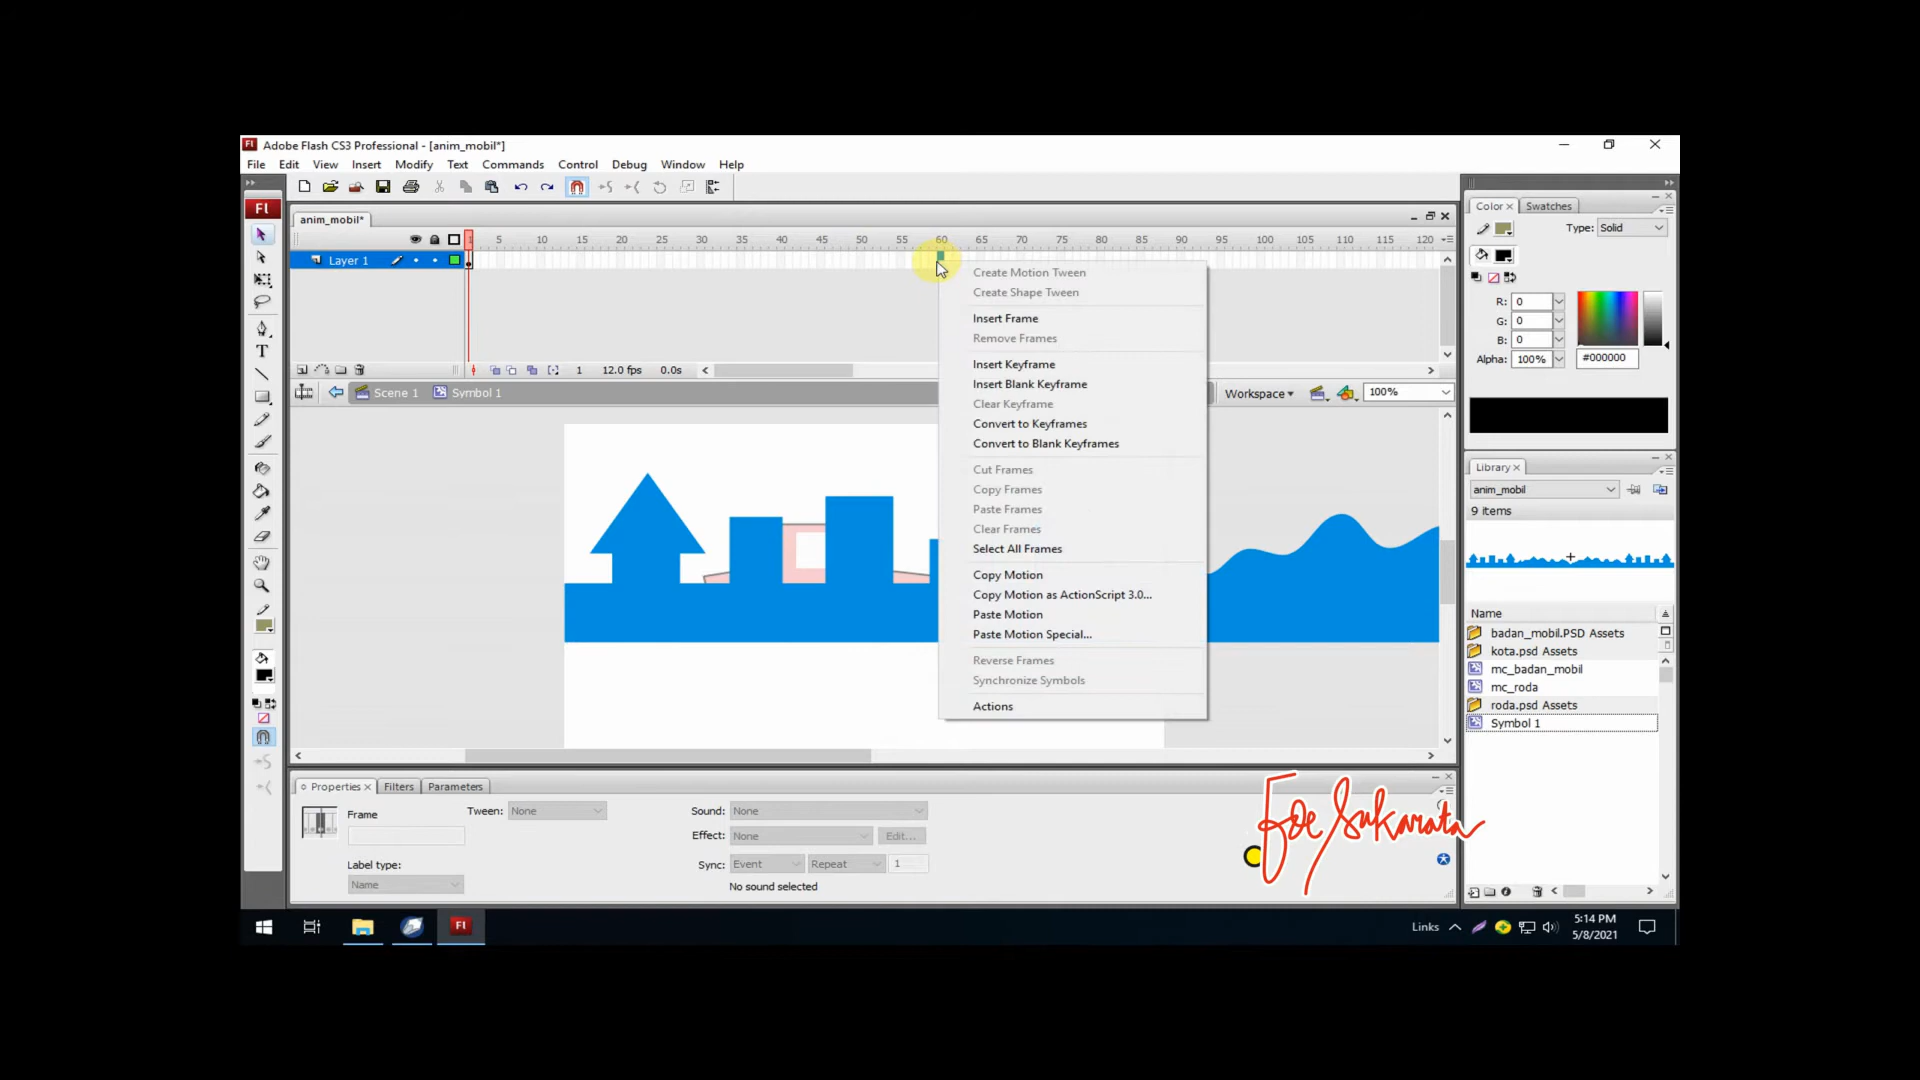 Fl Adobe Flash CS3 Professional - [anim_mobil*]
File Edit View Insert Modify Text Commands Control Debug Window Help
Fl
anim_mobil*
1 5 10 15 20 25 30 35 40 45 50 55 60 65 70 75 80 85 90 95 100 105 110 115 120
Layer 1
1 12.0 fps 0.0s
Scene 1 Symbol 1 Workspace 100%
Create Motion Tween
Create Shape Tween
Insert Frame
Remove Frames
Insert Keyframe
Insert Blank Keyframe
Clear Keyframe
Convert to Keyframes
Convert to Blank Keyframes
Cut Frames
Copy Frames
Paste Frames
Clear Frames
Select All Frames
Copy Motion
Copy Motion as ActionScript 3.0...
Paste Motion
Paste Motion Special...
Reverse Frames
Synchronize Symbols
Actions
Color Swatches
Type: Solid
R: 0
G: 0
B: 0
Alpha: 100% #000000
Library
anim_mobil
9 items
Name
badan_mobil.PSD Assets
kota.psd Assets
mc_badan_mobil
mc_roda
roda.psd Assets
Symbol 1
Properties Filters Parameters
Frame
Tween: None
Sound: None
Effect: None Edit...
Label type:
Name
Sync: Event Repeat 1
No sound selected
Foe Sukarata
Fl
Links
5:14 PM
5/8/2021